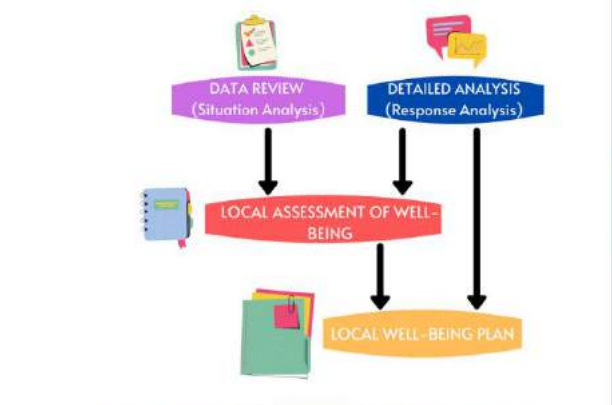 DATA REVIEW
(Situation Analysis)
DETAILED ANALYSIS
(Response Analysis)
LOCAL ASSESSMENT OF WELL-
BEING
LOCAL WELL-BEING PLAN